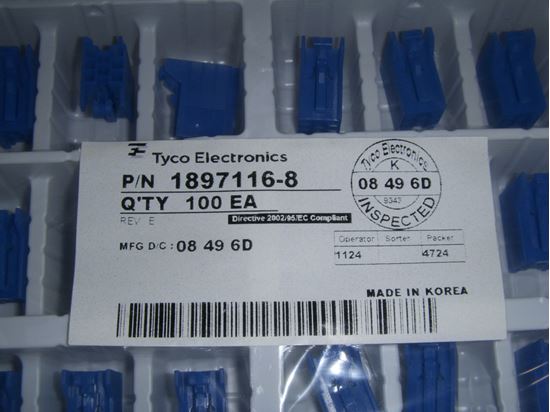 Tyco Electronics
P/N 1897116-8
Q'TY 100 EA
REV E
Directive 2002/95/EC Compliant
MFG D/C : 08 49 6D
Tyco Electronics
K
08 49 6D
9343
INSPECTED
Operator Sorter Packer
1124 4724
MADE IN KOREA